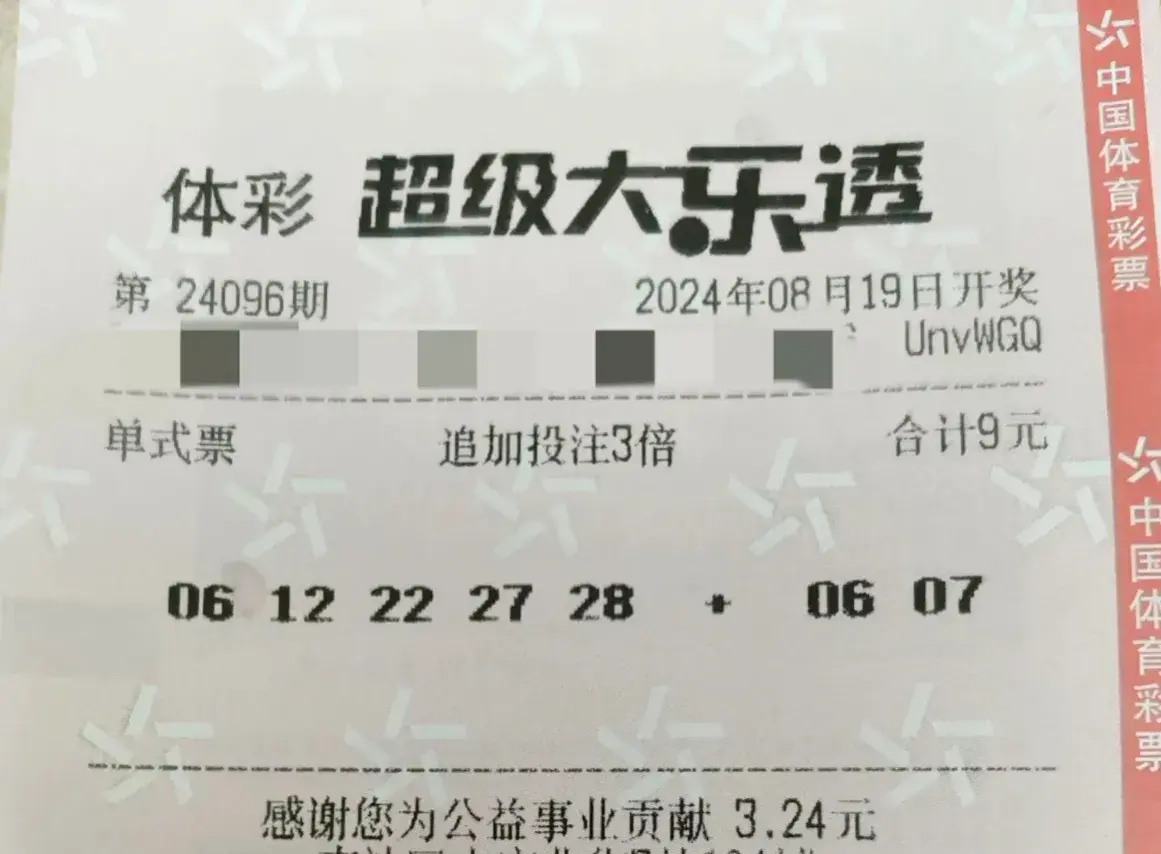 体彩 超级大乐透
第 24096期 2024年08月19日开奖
UnvWGQ
单式票 追加投注3倍 合计9元
06 12 22 27 28 + 06 07
感谢您为公益事业贡献 3.24元
中国体育彩票
中国体育彩票